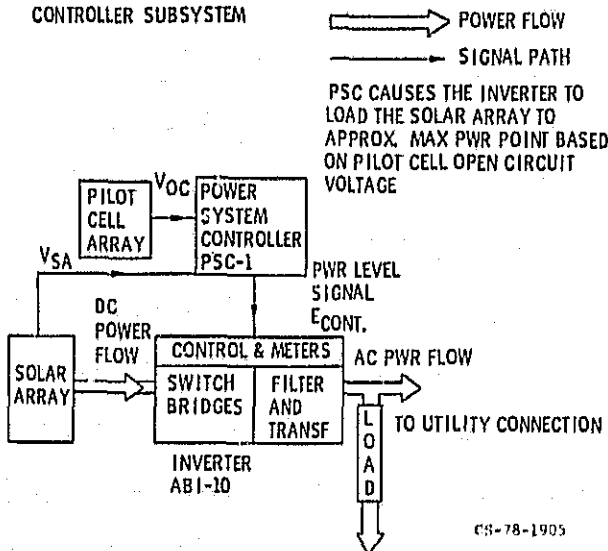 CONTROLLER SUBSYSTEM
POWER FLOW
SIGNAL PATH
PSC CAUSES THE INVERTER TO
LOAD THE SOLAR ARRAY TO
APPROX. MAX PWR POINT BASED
ON PILOT CELL OPEN CIRCUIT
VOLTAGE
PILOT
CELL
ARRAY
VOC
POWER
SYSTEM
CONTROLLER
PSC-1
VSA
PWR LEVEL
SIGNAL
ECONT.
DC
POWER
FLOW
SOLAR
ARRAY
CONTROL & METERS
SWITCH
BRIDGES
FILTER
AND
TRANSF
AC PWR FLOW
LOAD
TO UTILITY CONNECTION
INVERTER
ABI-10
CS-78-1905